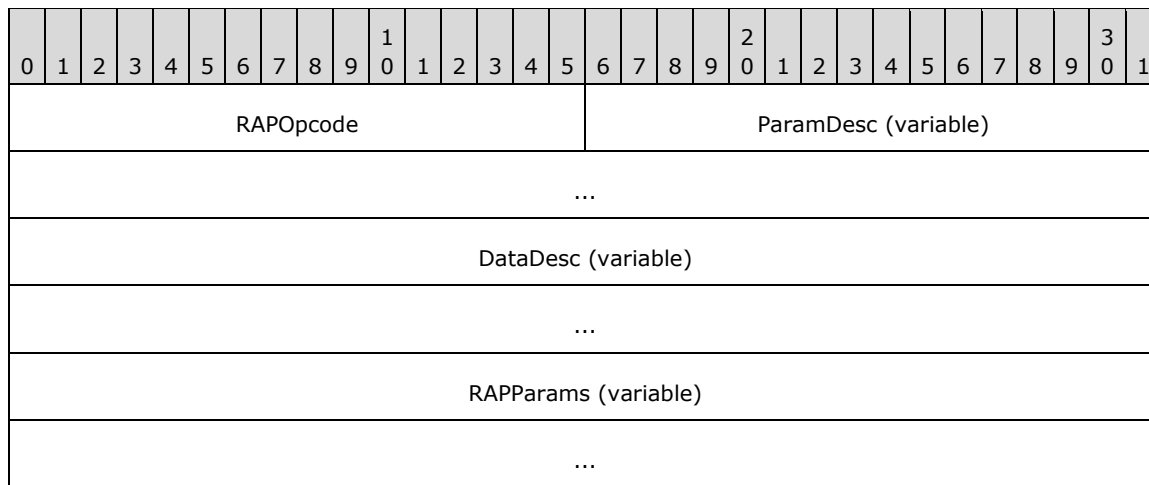 1 2 3
0 1 2 3 4 5 6 7 8 9 0 1 2 3 4 5 6 7 8 9 0 1 2 3 4 5 6 7 8 9 0 1
RAPOpcode ParamDesc (variable)
...
DataDesc (variable)
...
RAPParams (variable)
...